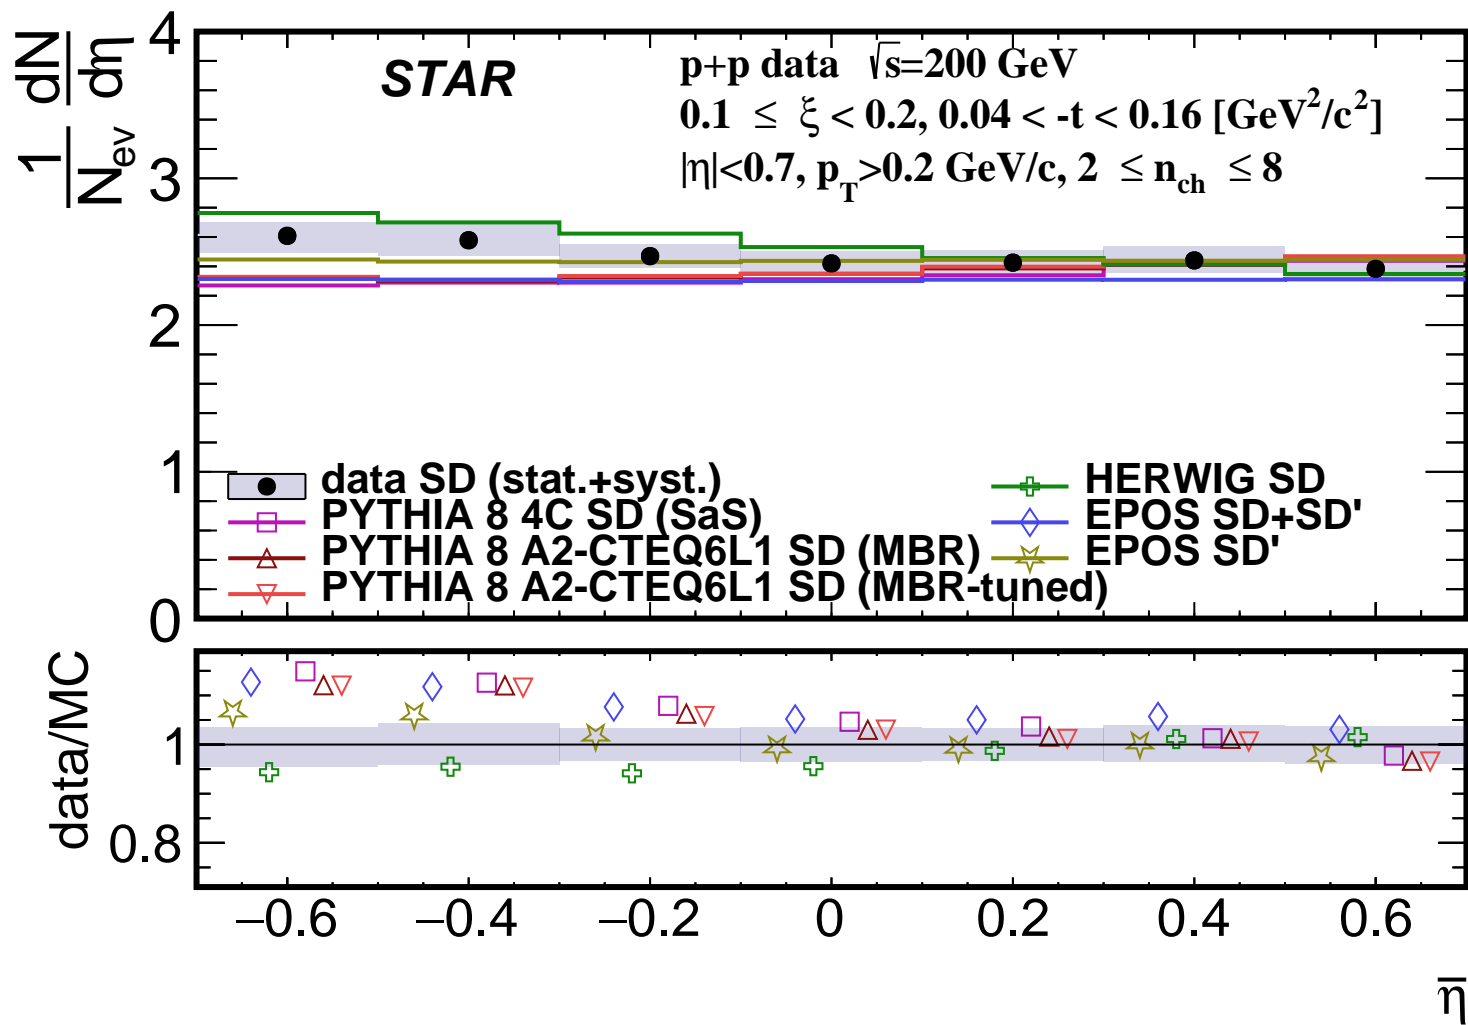 1/N_ev dN/dη
STAR
p+p data √s=200 GeV
0.1 ≤ ξ < 0.2, 0.04 < -t < 0.16 [GeV²/c²]
|η|<0.7, p_T>0.2 GeV/c, 2 ≤ n_ch ≤ 8
4
3
2
1
0
data SD (stat.+syst.)
PYTHIA 8 4C SD (SaS)
PYTHIA 8 A2-CTEQ6L1 SD (MBR)
PYTHIA 8 A2-CTEQ6L1 SD (MBR-tuned)
HERWIG SD
EPOS SD+SD'
EPOS SD'
data/MC
1
0.8
−0.6 −0.4 −0.2 0 0.2 0.4 0.6
η̅